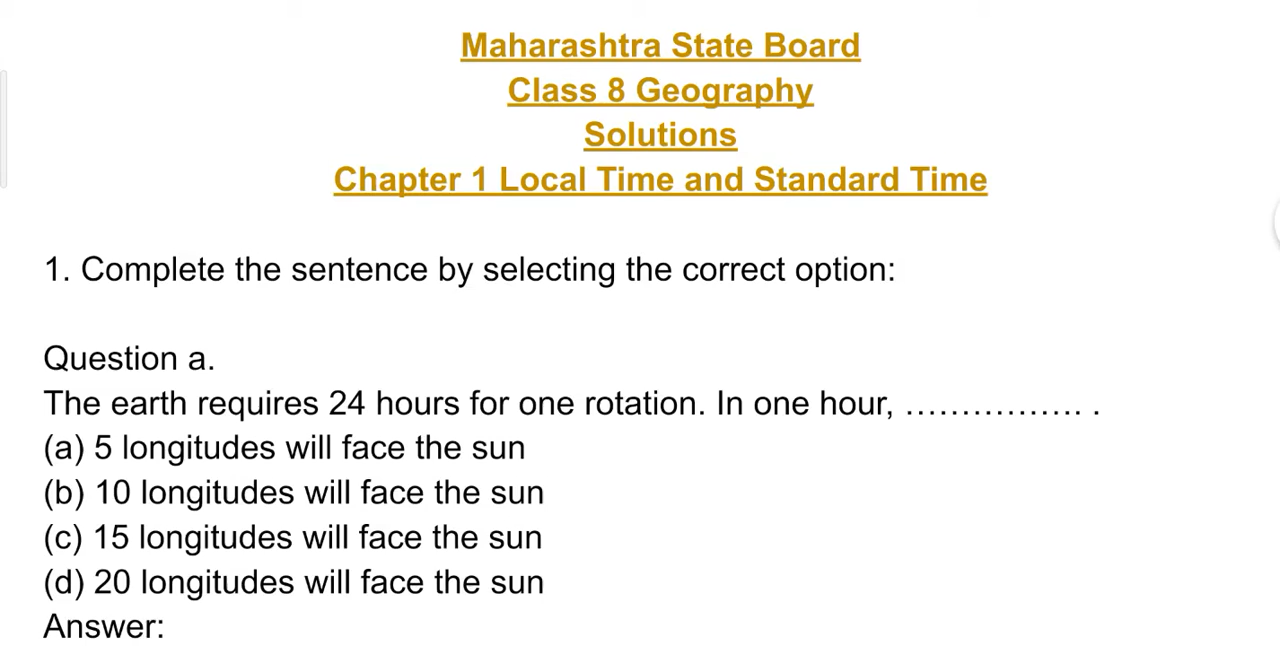 Maharashtra State Board
Class 8 Geography
Solutions
Chapter 1 Local Time and Standard Time
1. Complete the sentence by selecting the correct option:
Question a.
The earth requires 24 hours for one rotation. In one hour, …………….. .
(a) 5 longitudes will face the sun
(b) 10 longitudes will face the sun
(c) 15 longitudes will face the sun
(d) 20 longitudes will face the sun
Answer: